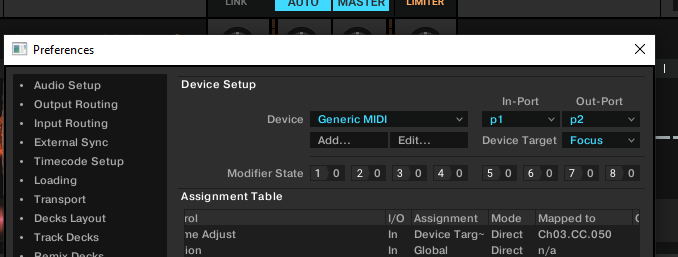 LINK AUTO MASTER LIMITER
Preferences
Audio Setup
Output Routing
Input Routing
External Sync
Timecode Setup
Loading
Transport
Decks Layout
Track Decks
Remix Decks
Device Setup
In-Port Out-Port
Device Generic MIDI p1 p2
Add... Edit... Device Target Focus
Modifier State 1 0 2 0 3 0 4 0 5 0 6 0 7 0 8 0
Assignment Table
rol I/O Assignment Mode Mapped to
me Adjust In Device Targ~ Direct Ch03.CC.050
ion In Global Direct n/a